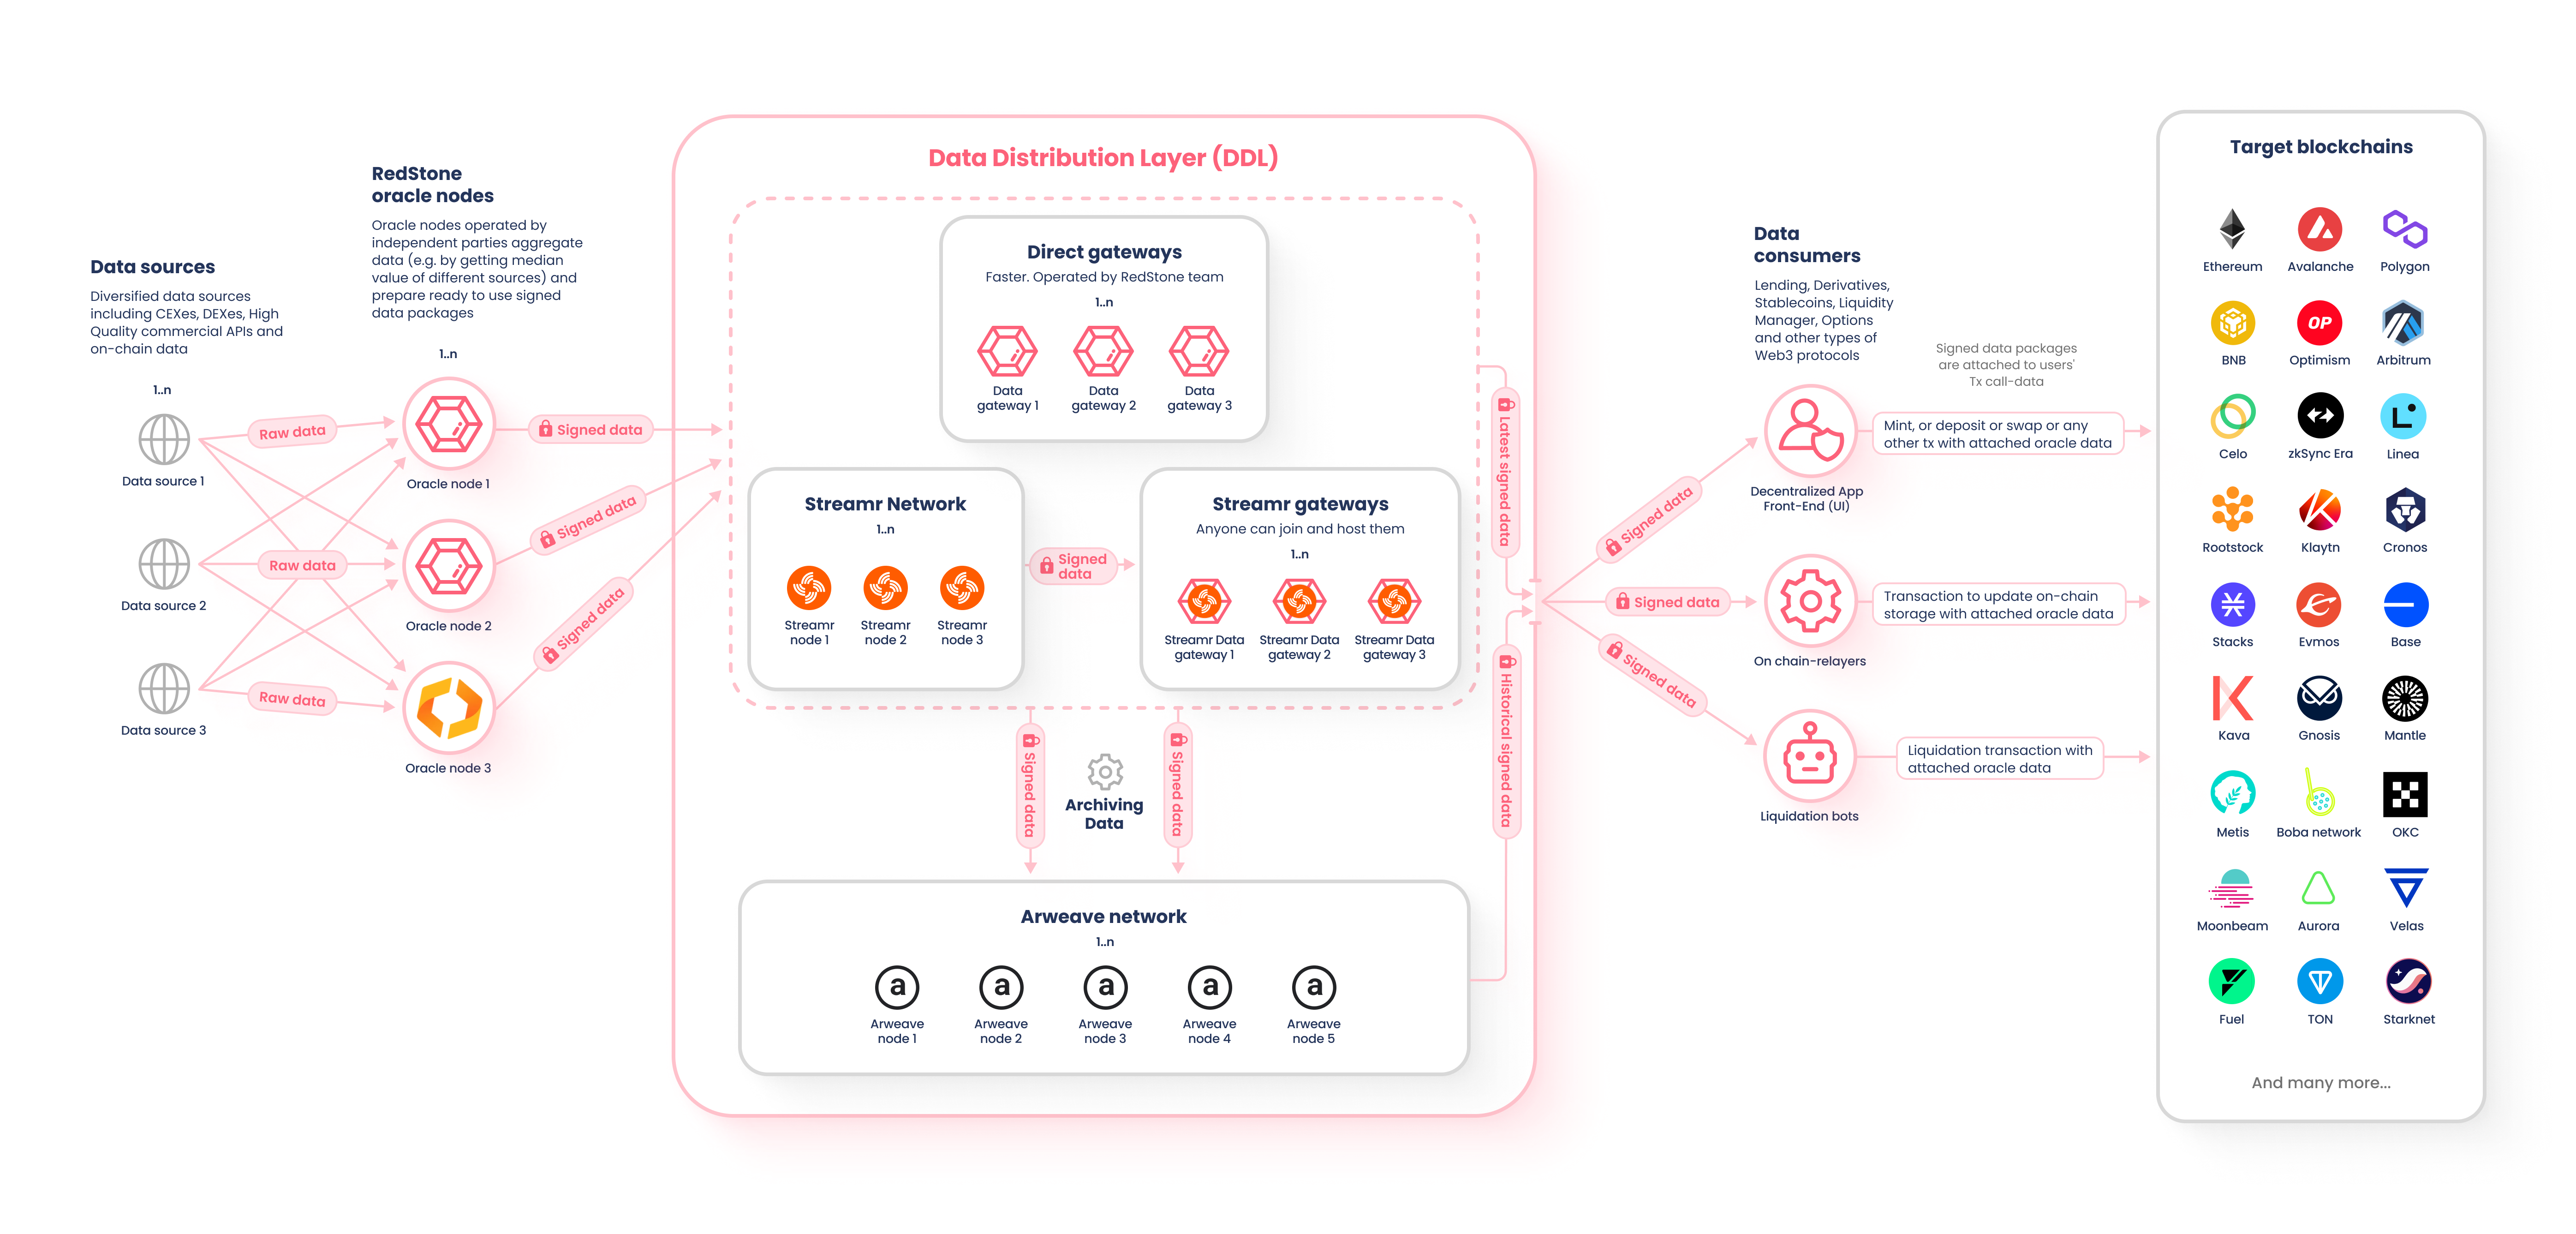 Data sources
Diversified data sources
including CEXes, DEXes, High
Quality commercial APIs and
on-chain data
1..n
Data source 1
Data source 2
Data source 3
Raw data
Raw data
Raw data
RedStone
oracle nodes
Oracle nodes operated by
independent parties aggregate
data (e.g. by getting median
value of different sources) and
prepare ready to use signed
data packages
1..n
Oracle node 1
Oracle node 2
Oracle node 3
Signed data
Signed data
Signed data
Data Distribution Layer (DDL)
Direct gateways
Faster. Operated by RedStone team
1..n
Data
gateway 1
Data
gateway 2
Data
gateway 3
Streamr Network
1..n
Streamr
node 1
Streamr
node 2
Streamr
node 3
Signed
data
Streamr gateways
Anyone can join and host them
1..n
Streamr Data
gateway 1
Streamr Data
gateway 2
Streamr Data
gateway 3
Signed data
Archiving
Data
Signed data
Latest signed data
Historical signed data
Arweave network
1..n
a
Arweave
node 1
a
Arweave
node 2
a
Arweave
node 3
a
Arweave
node 4
a
Arweave
node 5
Signed data
Signed data
Signed data
Data
consumers
Lending, Derivatives,
Stablecoins, Liquidity
Manager, Options
and other types of
Web3 protocols
Decentralized App
Front-End (UI)
On chain-relayers
Liquidation bots
Signed data packages
are attached to users'
Tx call-data
Mint, or deposit or swap or any
other tx with attached oracle data
Transaction to update on-chain
storage with attached oracle data
Liquidation transaction with
attached oracle data
Target blockchains
Ethereum
Avalanche
Polygon
BNB
OP
Optimism
Arbitrum
Celo
zkSync Era
Linea
Rootstock
Klaytn
Cronos
Stacks
Evmos
Base
Kava
Gnosis
Mantle
Metis
Boba network
OKC
Moonbeam
Aurora
Velas
Fuel
TON
Starknet
And many more...